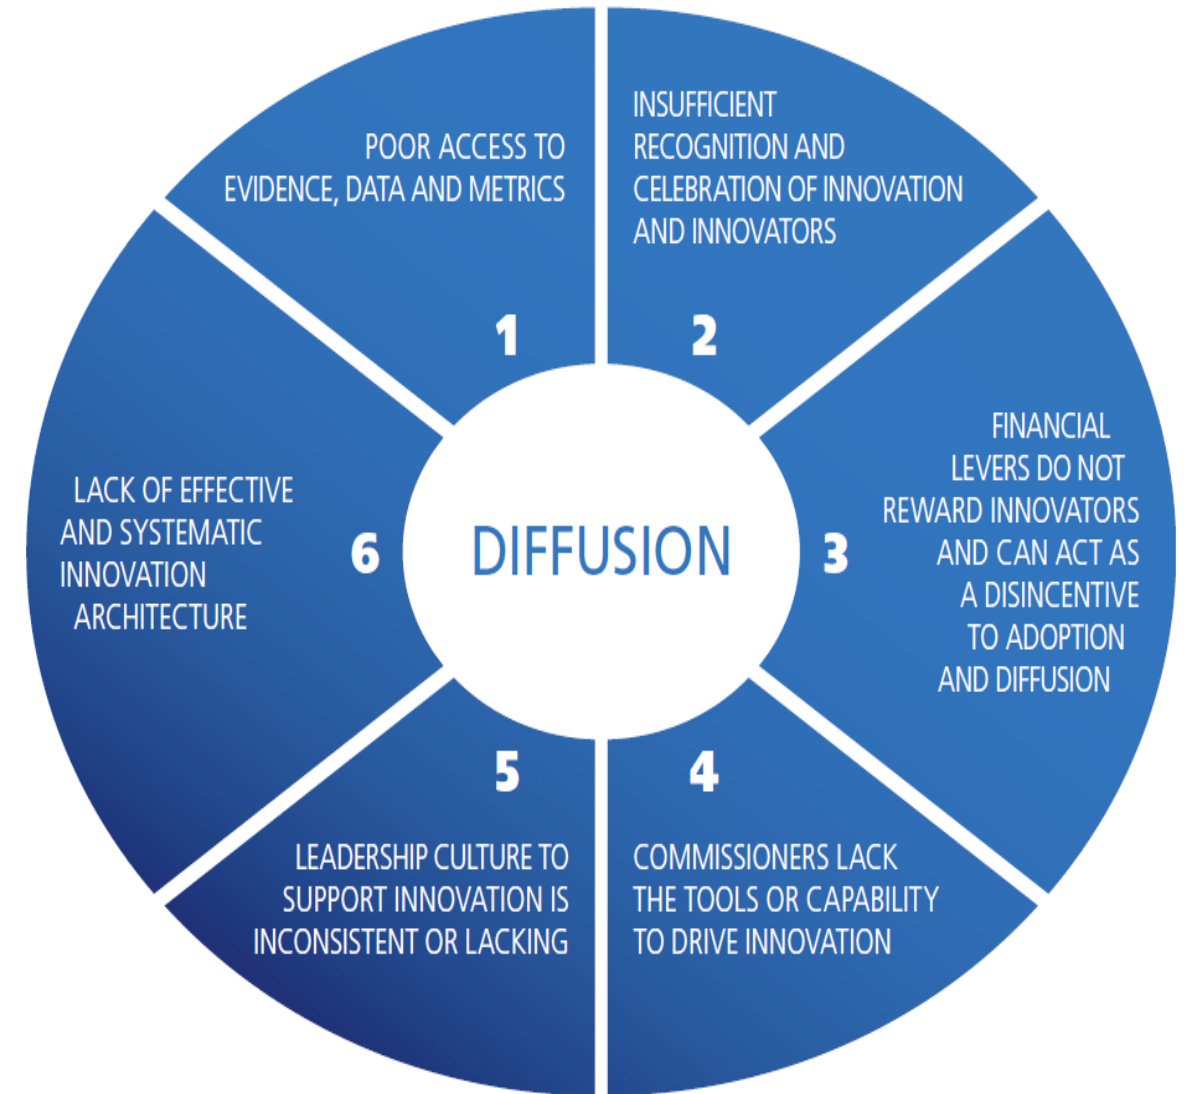 POOR ACCESS TO
EVIDENCE, DATA AND METRICS
1
INSUFFICIENT
RECOGNITION AND
CELEBRATION OF INNOVATION
AND INNOVATORS
2
FINANCIAL
LEVERS DO NOT
REWARD INNOVATORS
AND CAN ACT AS
A DISINCENTIVE
TO ADOPTION
AND DIFFUSION
3
4
COMMISSIONERS LACK
THE TOOLS OR CAPABILITY
TO DRIVE INNOVATION
5
LEADERSHIP CULTURE TO
SUPPORT INNOVATION IS
INCONSISTENT OR LACKING
LACK OF EFFECTIVE
AND SYSTEMATIC
INNOVATION
ARCHITECTURE
6
DIFFUSION